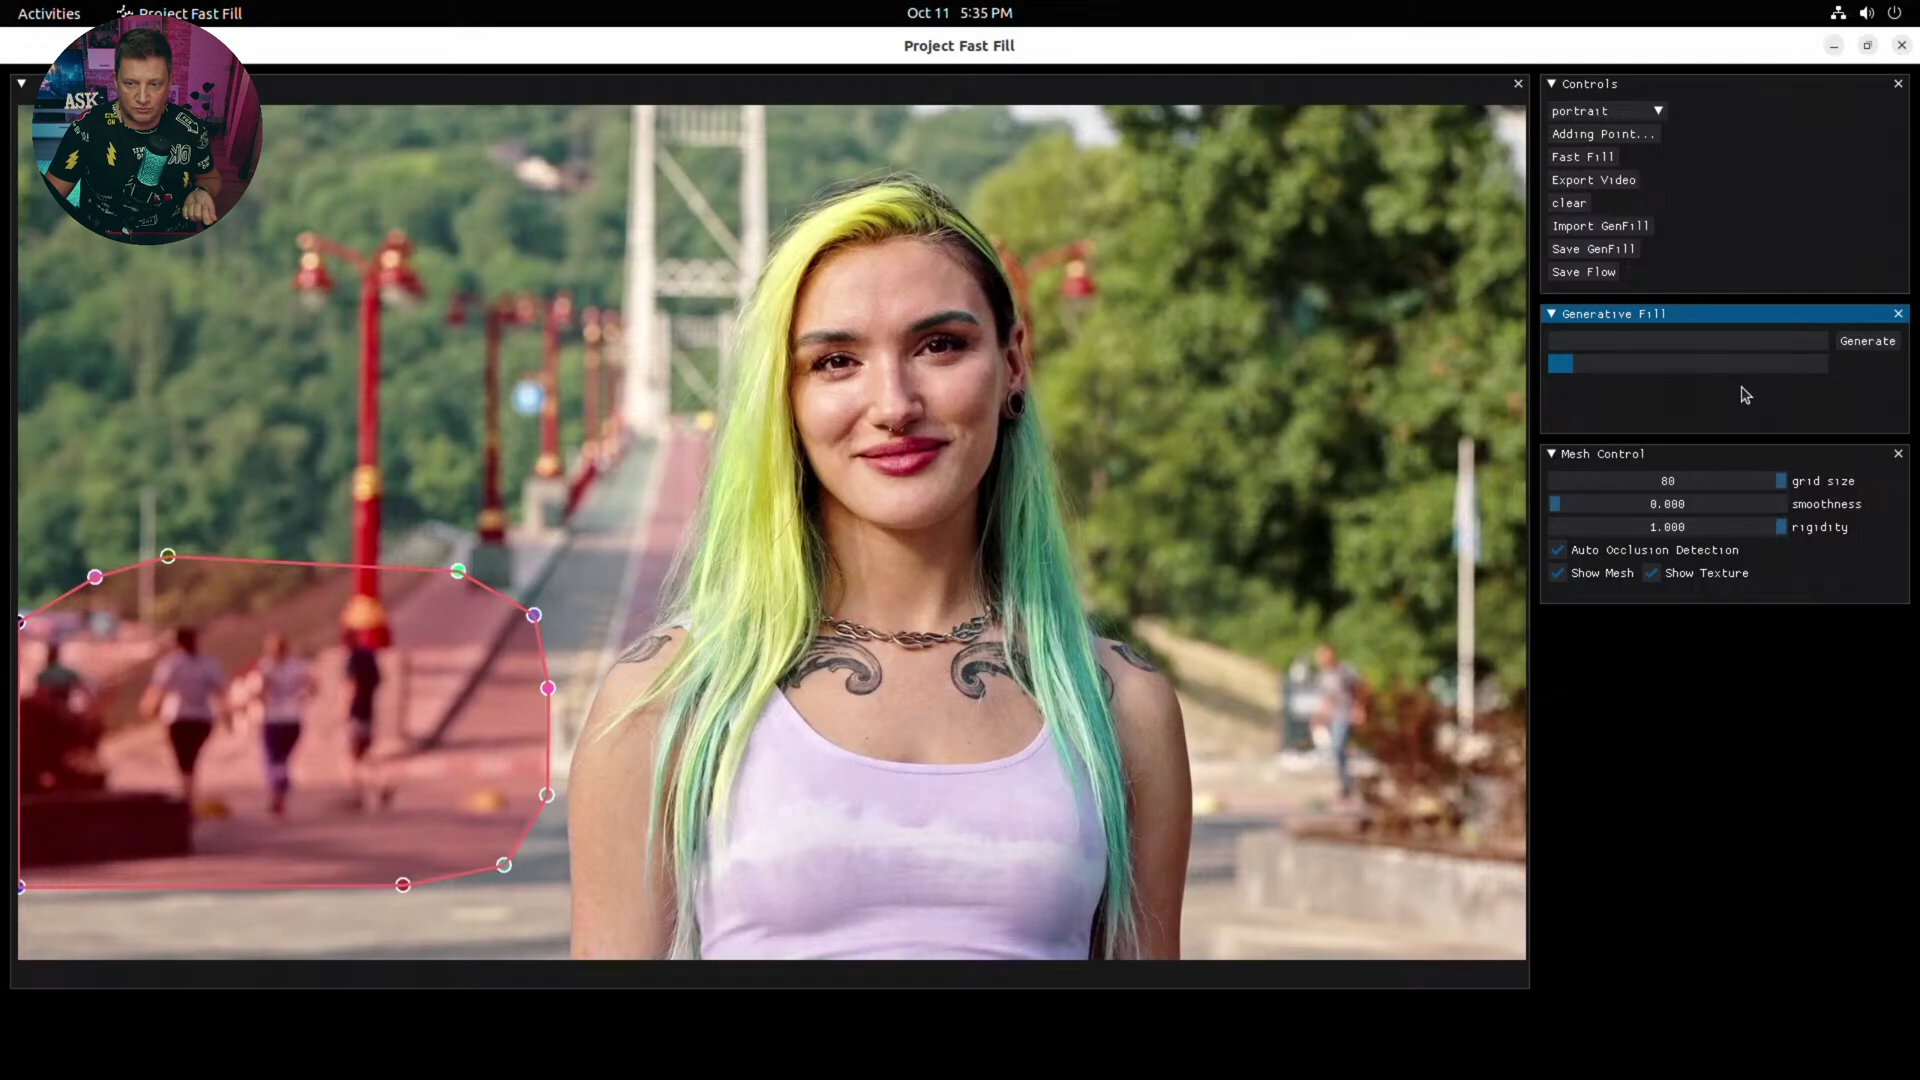 Activities
Project Fast Fill
Oct 11 5:35 PM
Project Fast Fill
ASK
Controls
portrait
Adding Point...
Fast Fill
Export Video
clear
Import GenFill
Save GenFill
Save Flow
Generative Fill
Generate
Mesh Control
80 grid size
0.000 smoothness
1.000 rigidity
Auto Occlusion Detection
Show Mesh Show Texture